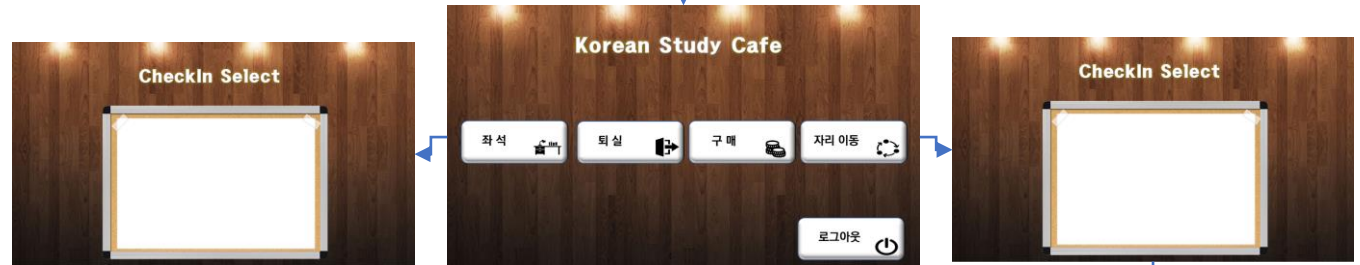 CheckIn Select
Korean Study Cafe
좌 석
퇴 실
구 매
자리 이동
로그아웃
CheckIn Select